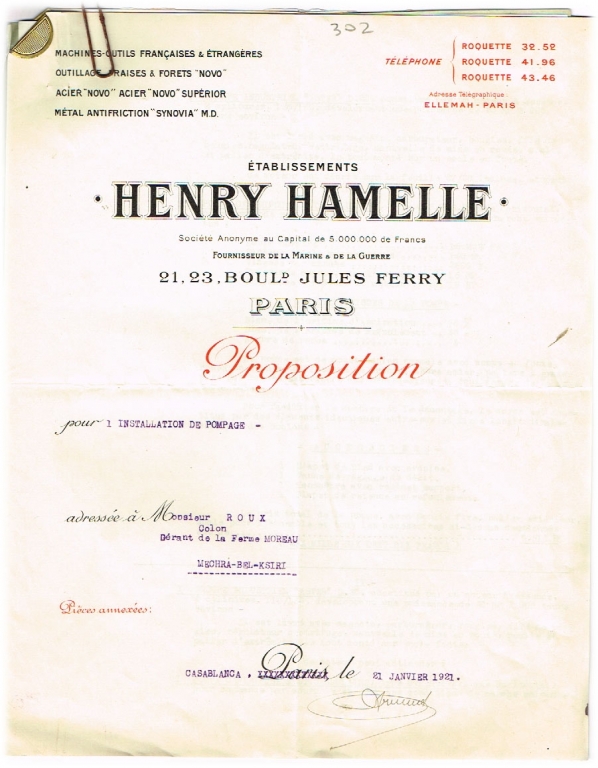 302
MACHINES-OUTILS FRANÇAISES & ÉTRANGÈRES
OUTILLAGE FRAISES & FORETS "NOVO"
ACIER "NOVO" ACIER "NOVO" SUPÉRIOR
MÉTAL ANTIFRICTION "SYNOVIA" M.D.
TÉLÉPHONE
ROQUETTE 32.52
ROQUETTE 41.96
ROQUETTE 43.46
Adresse Télégraphique:
ELLEMAH - PARIS
ÉTABLISSEMENTS
· HENRY HAMELLE ·
Société Anonyme au Capital de 5.000.000 de Francs
FOURNISSEUR DE LA MARINE & DE LA GUERRE
21, 23, BOULD JULES FERRY
PARIS
Proposition
pour 1 INSTALLATION DE POMPAGE -
adressée à Monsieur ROUX
Colon
Gérant de la Ferme MOREAU
MECHRA-BEL-KSIRI
Pièces annexées:
CASABLANCA, Paris, le 21 JANVIER 1921.